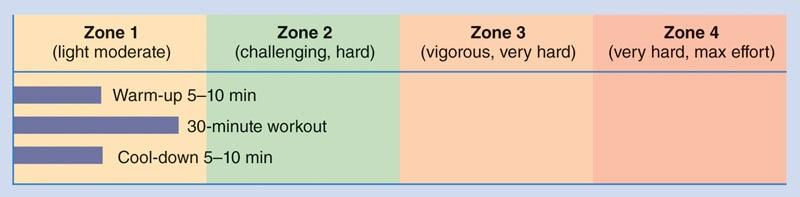 Zone 1
(light moderate)
Zone 2
(challenging, hard)
Zone 3
(vigorous, very hard)
Zone 4
(very hard, max effort)
Warm-up 5–10 min
30-minute workout
Cool-down 5–10 min